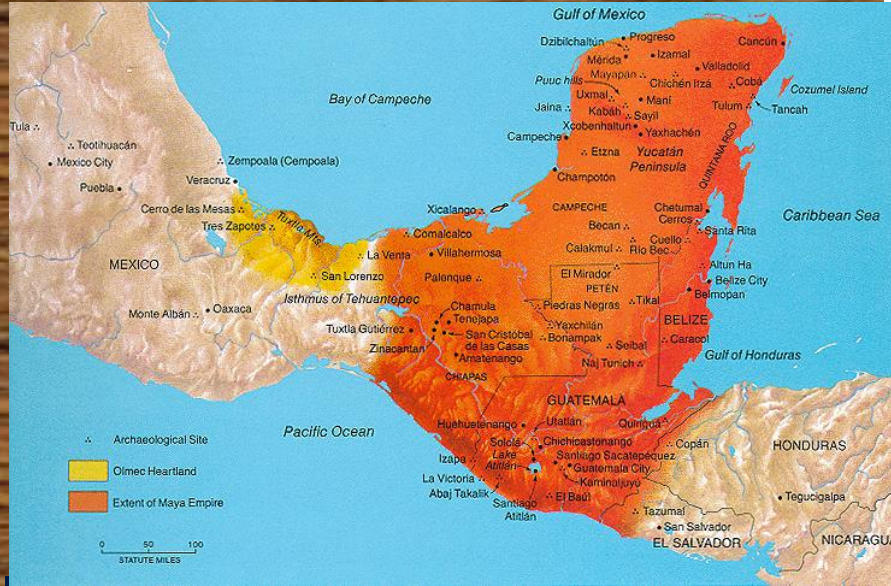 Gulf of Mexico
Progreso
Dzibilchaltún
Izamal
Cancún
Mérida
Mayapán
Valladolid
Chichén Itzá
Cobá
Puuc hills
Uxmal
Maní
Cozumel Island
Jaina
Kabáh
Sayil
Tulum
Tancah
Xcobenhaltun
Yaxhachén
Campeche
Etzna
Yucatán
Peninsula
QUINTANA ROO
Champotón
Bay of Campeche
Tula
Teotihuacán
Mexico City
Zempoala (Cempoala)
Puebla
Veracruz
Cerro de las Mesas
Tres Zapotes
Tuxtla Mts.
Xicalango
CAMPECHE
Chetumal
Cerros
Caribbean Sea
Becan
Santa Rita
Comalcalco
Cuello
Calakmul
Rio Bec
La Venta
Villahermosa
MEXICO
San Lorenzo
Palenque
El Mirador
Altun Ha
PETÉN
Belize City
Belmopan
Isthmus of Tehuantepec
Piedras Negras
Tikal
Monte Albán
Oaxaca
Chamula
Tenejapa
Tuxtla Gutiérrez
San Cristóbal
de las Casas
Yaxchilán
Bonampak
BELIZE
Zinacantan
Amatenango
Seibal
Caracol
Gulf of Honduras
Naj Tunich
CHIAPAS
GUATEMALA
Pacific Ocean
Huehuetenango
Utatlán
Quiriguá
Archaeological Site
Sololá
Chichicastonango
Copán
HONDURAS
Lake
Atitlán
Santiago Sacatepéquez
Izapa
Guatemala City
Olmec Heartland
La Victoria
Kaminaljuyú
Abaj Takalik
El Baúl
Tegucigalpa
Extent of Maya Empire
Santiago
Atitlán
Tazumal
San Salvador
EL SALVADOR
NICARAGU
0 50 100
STATUTE MILES